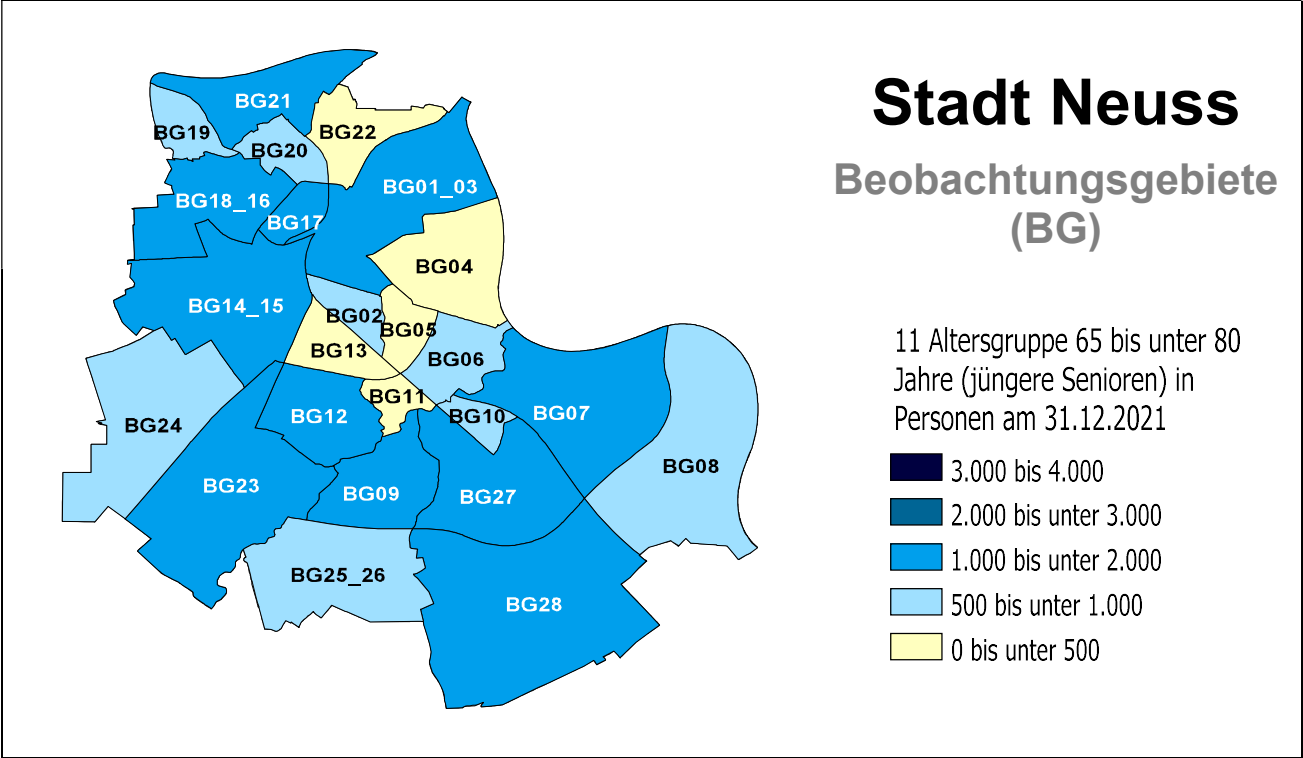 Stadt Neuss
Beobachtungsgebiete
(BG)
11 Altersgruppe 65 bis unter 80
Jahre (jüngere Senioren) in
Personen am 31.12.2021
3.000 bis 4.000
2.000 bis unter 3.000
1.000 bis unter 2.000
500 bis unter 1.000
0 bis unter 500
BG21
BG19
BG22
BG20
BG01_03
BG18_16
BG17
BG04
BG14_15
BG02
BG05
BG13
BG06
BG11
BG12
BG10
BG07
BG24
BG08
BG23
BG09
BG27
BG25_26
BG28